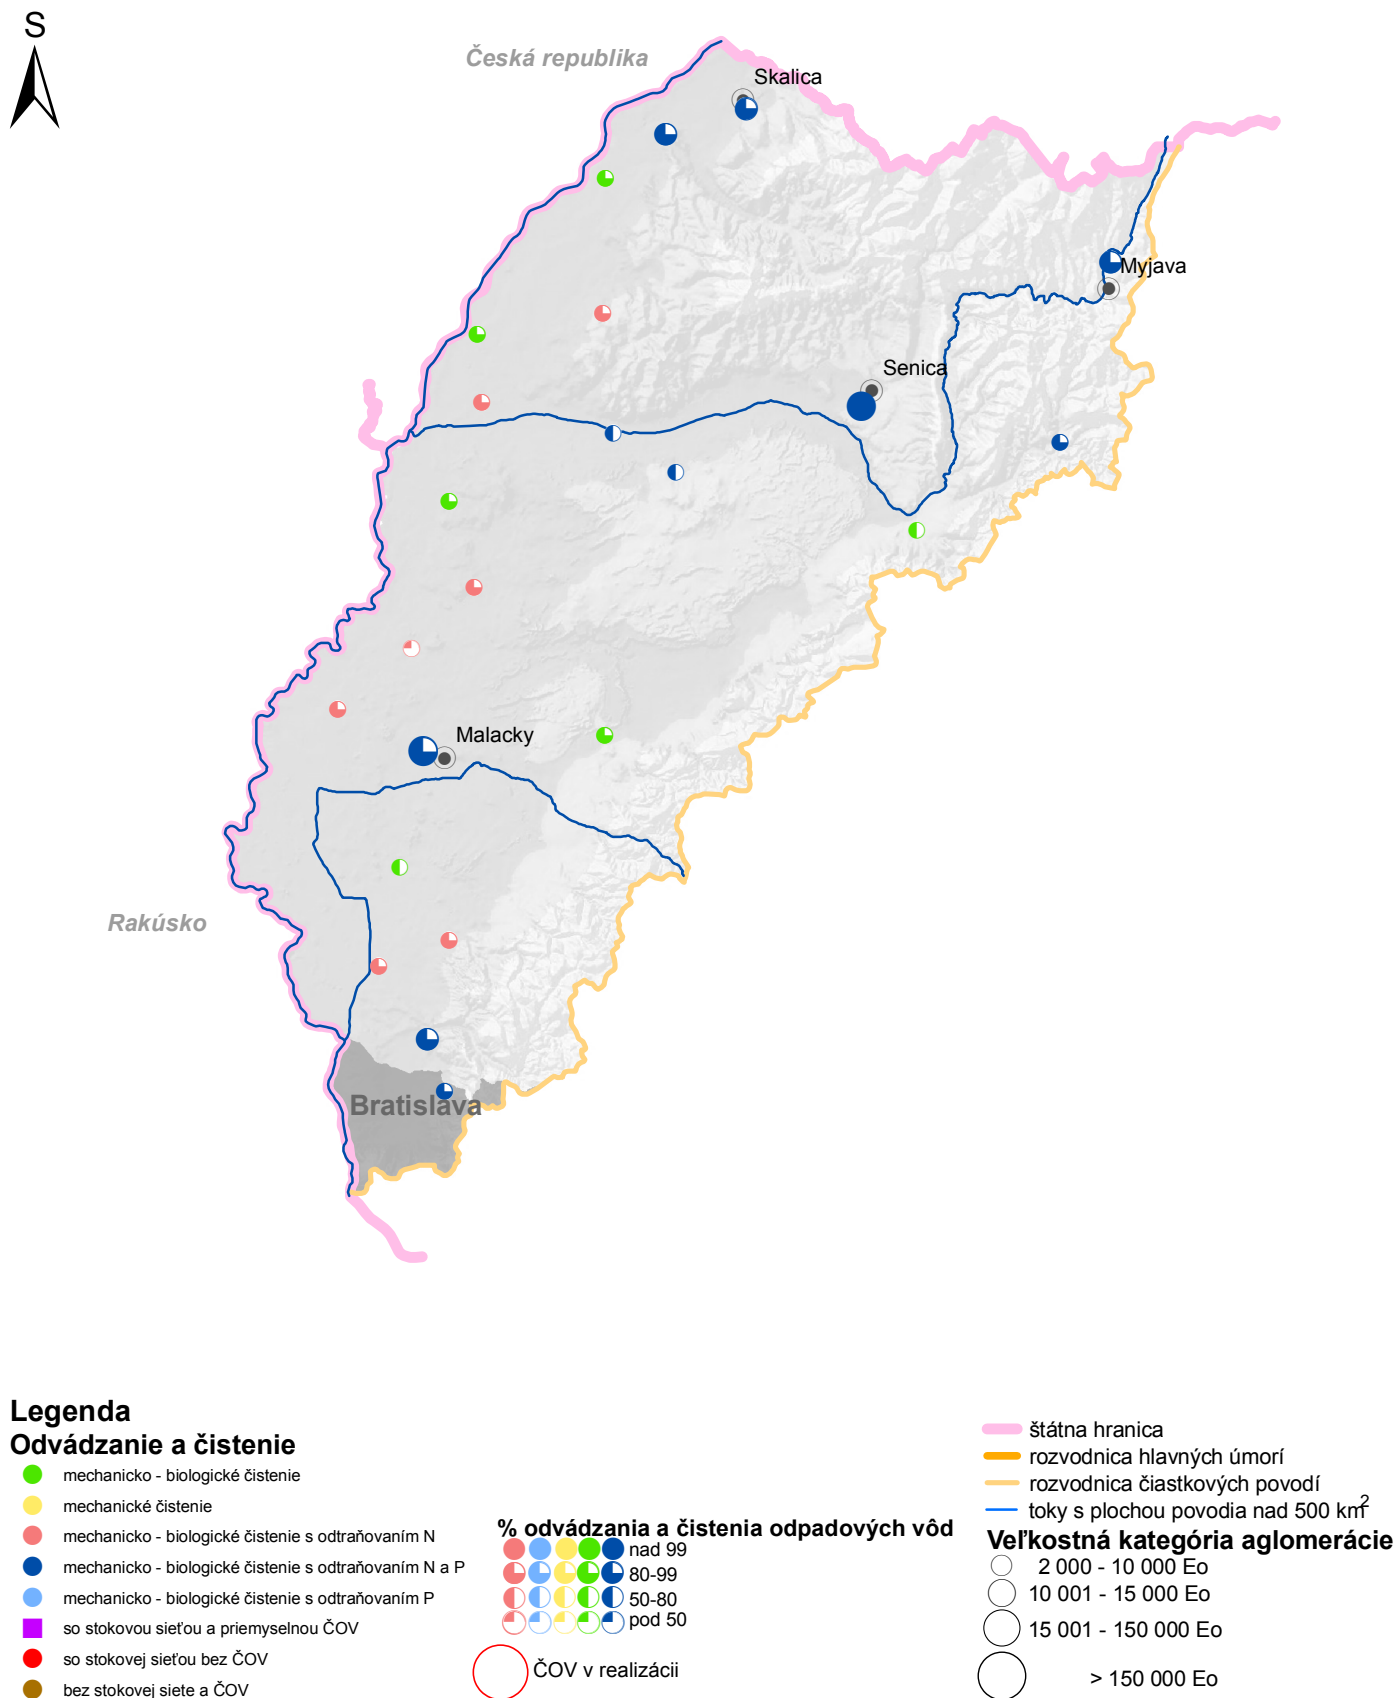 S
Česká republika
Skalica
Myjava
Senica
Malacky
Rakúsko
Bratislava
Legenda
Odvádzanie a čistenie
mechanicko - biologické čistenie
mechanické čistenie
mechanicko - biologické čistenie s odtraňovaním N
mechanicko - biologické čistenie s odtraňovaním N a P
mechanicko - biologické čistenie s odtraňovaním P
so stokovou sieťou a priemyselnou ČOV
so stokovej sieťou bez ČOV
bez stokovej siete a ČOV
% odvádzania a čistenia odpadových vôd
nad 99
80-99
50-80
pod 50
ČOV v realizácii
štátna hranica
rozvodnica hlavných úmorí
rozvodnica čiastkových povodí
toky s plochou povodia nad 500 km²
Veľkostná kategória aglomerácie
2 000 - 10 000 Eo
10 001 - 15 000 Eo
15 001 - 150 000 Eo
> 150 000 Eo